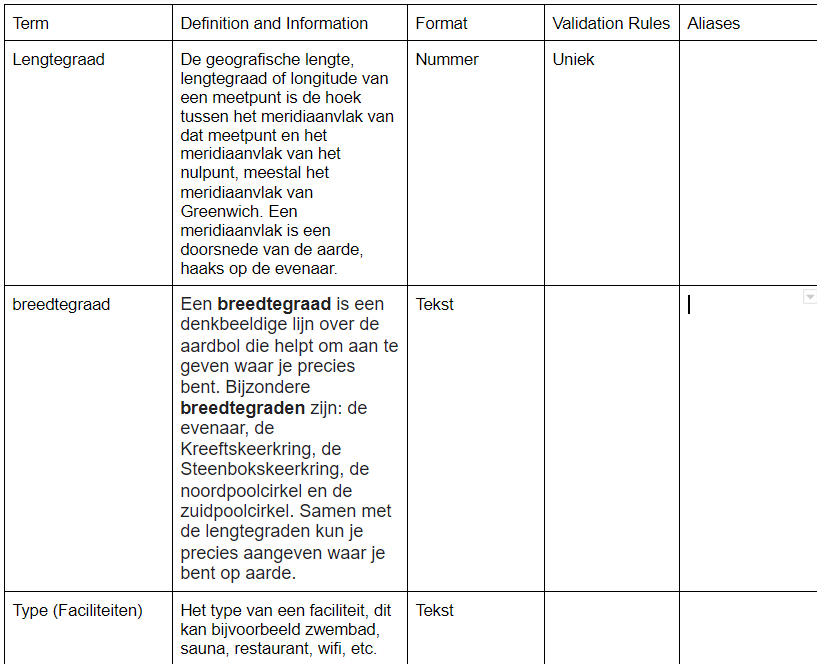 Term Definition and Information Format Validation Rules Aliases
Lengtegraad De geografische lengte, Nummer Uniek
lengtegraad of longitude van
een meetpunt is de hoek
tussen het meridiaanvlak van
dat meetpunt en het
meridiaanvlak van het
nulpunt, meestal het
meridiaanvlak van
Greenwich. Een
meridiaanvlak is een
doorsnede van de aarde,
haaks op de evenaar.
breedtegraad Een breedtegraad is een Tekst
denkbeeldige lijn over de
aardbol die helpt om aan te
geven waar je precies
bent. Bijzondere
breedtegraden zijn: de
evenaar, de
Kreeftskeerkring, de
Steenbokskeerkring, de
noordpoolcirkel en de
zuidpoolcirkel. Samen met
de lengtegraden kun je
precies aangeven waar je
bent op aarde.
Type (Faciliteiten) Het type van een faciliteit, dit Tekst
kan bijvoorbeeld zwembad,
sauna, restaurant, wifi, etc.